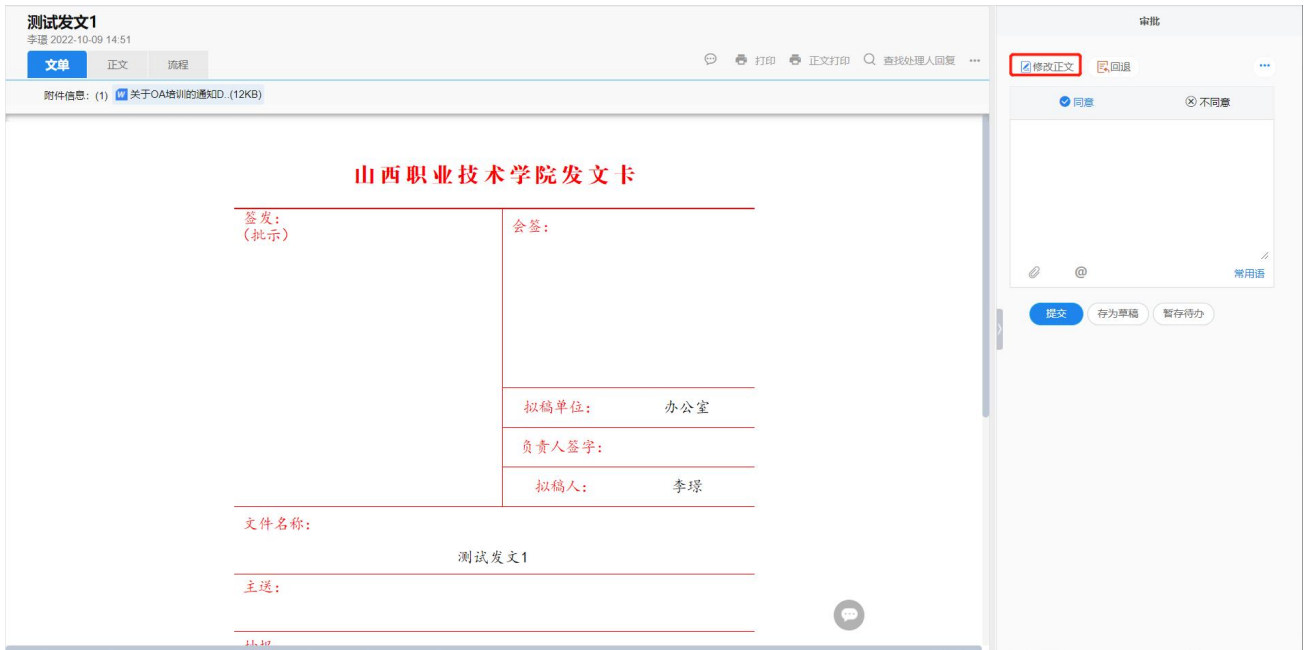 测试发文1
李璟 2022-10-09 14:51
文单 正文 流程
打印 正文打印 查找处理人回复 ...
附件信息：(1) 关于OA培训的通知D..(12KB)
山西职业技术学院发文卡
签发：
（批示）
会签：
拟稿单位： 办公室
负责人签字：
拟稿人： 李璟
文件名称：
测试发文1
主送：
审批
修改正文 回退 ...
同意 不同意
@ 常用语
提交 存为草稿 暂存待办